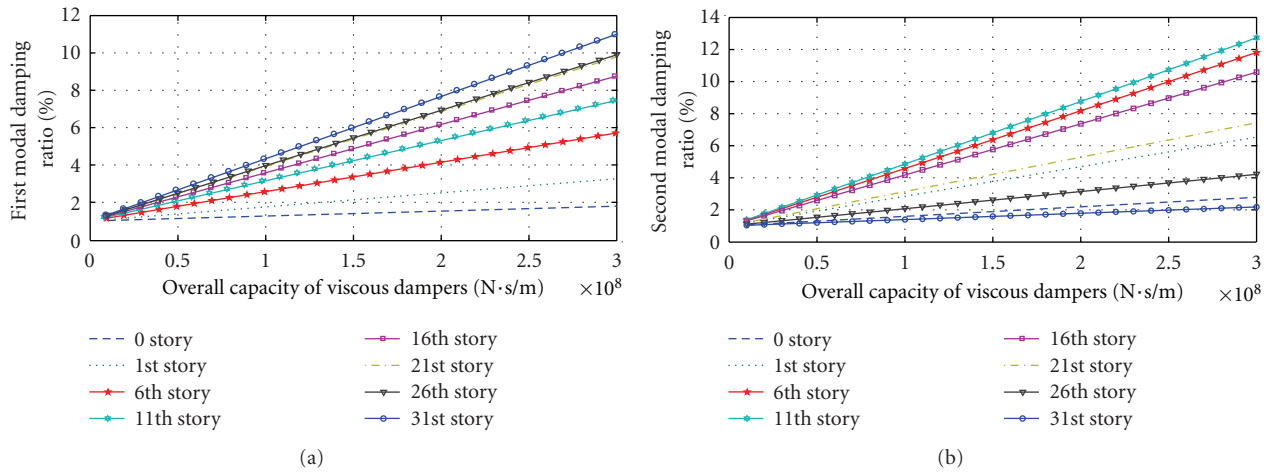 12
10
8
6
4
2
0
First modal damping
ratio (%)
0 0.5 1 1.5 2 2.5 3
Overall capacity of viscous dampers (N·s/m) ×10⁸
0 story
1st story
6th story
11th story
16th story
21st story
26th story
31st story
(a)
14
12
10
8
6
4
2
0
Second modal damping
ratio (%)
0 0.5 1 1.5 2 2.5 3
Overall capacity of viscous dampers (N·s/m) ×10⁸
0 story
1st story
6th story
11th story
16th story
21st story
26th story
31st story
(b)